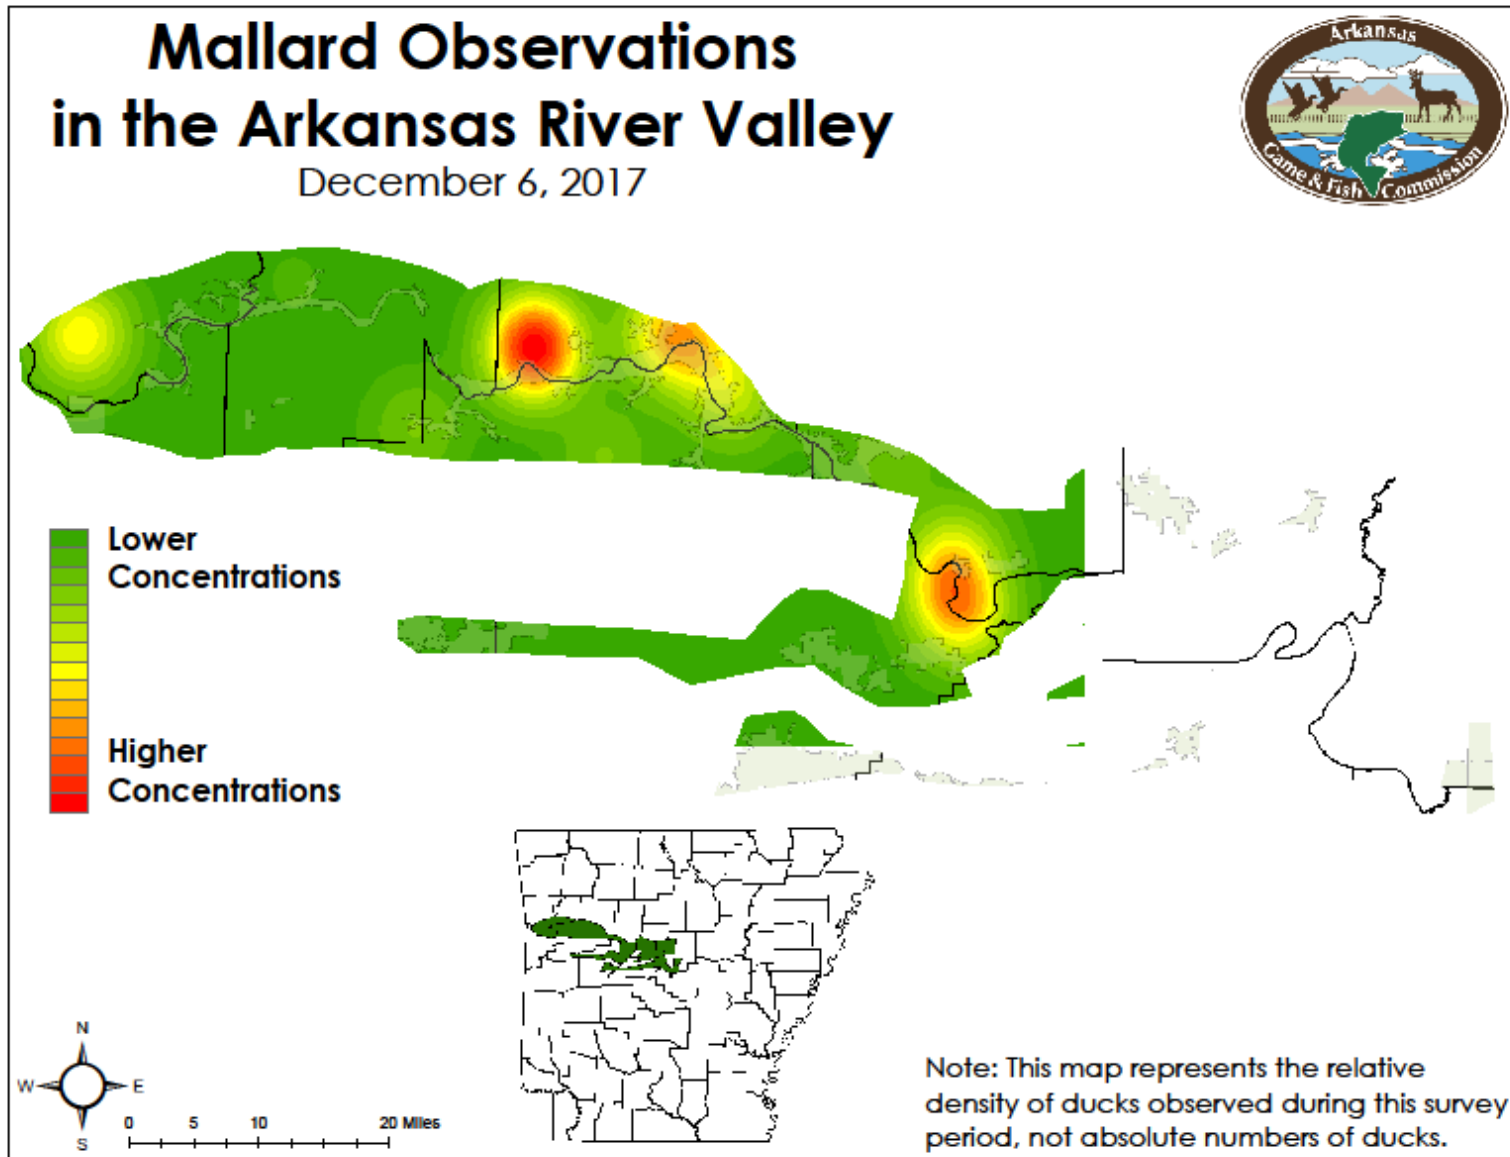 Mallard Observations
in the Arkansas River Valley
December 6, 2017
Arkansas
Game & Fish Commission
Lower
Concentrations
Higher
Concentrations
N
W E
S
0 5 10 20 Miles
Note: This map represents the relative
density of ducks observed during this survey
period, not absolute numbers of ducks.